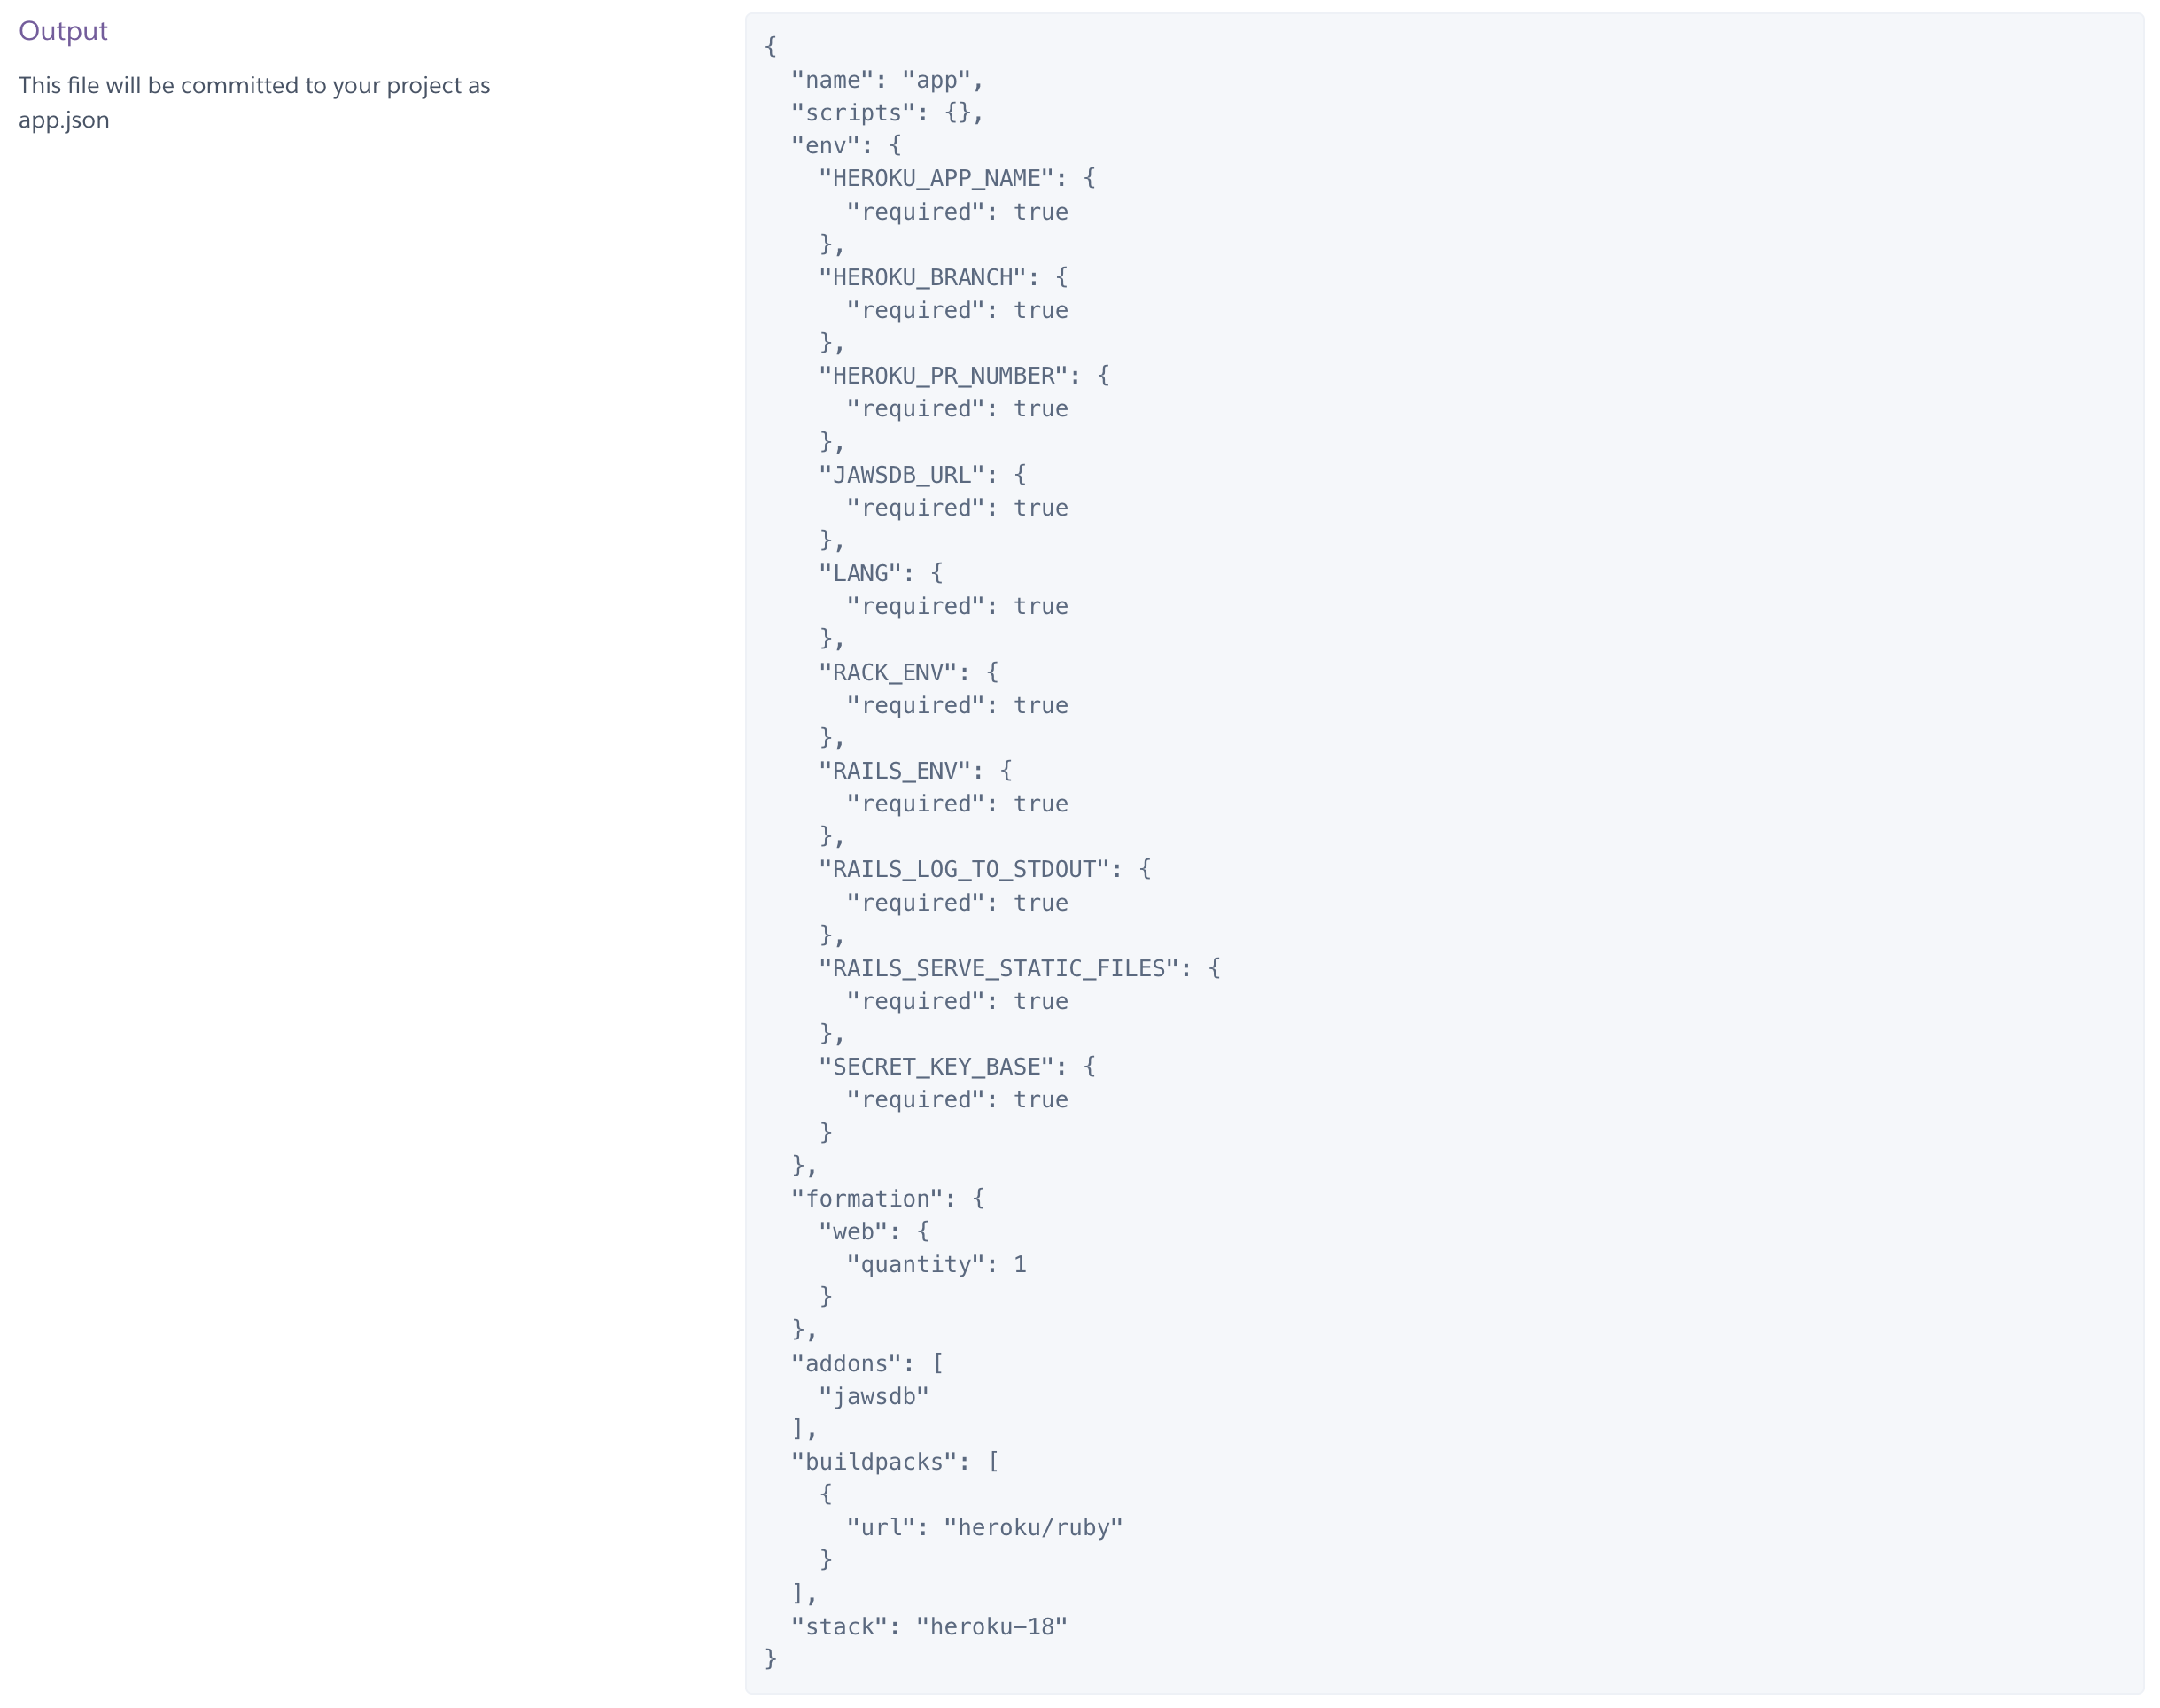 Output
This file will be committed to your project as
app.json
{
  "name": "app",
  "scripts": {},
  "env": {
    "HEROKU_APP_NAME": {
      "required": true
    },
    "HEROKU_BRANCH": {
      "required": true
    },
    "HEROKU_PR_NUMBER": {
      "required": true
    },
    "JAWSDB_URL": {
      "required": true
    },
    "LANG": {
      "required": true
    },
    "RACK_ENV": {
      "required": true
    },
    "RAILS_ENV": {
      "required": true
    },
    "RAILS_LOG_TO_STDOUT": {
      "required": true
    },
    "RAILS_SERVE_STATIC_FILES": {
      "required": true
    },
    "SECRET_KEY_BASE": {
      "required": true
    }
  },
  "formation": {
    "web": {
      "quantity": 1
    }
  },
  "addons": [
    "jawsdb"
  ],
  "buildpacks": [
    {
      "url": "heroku/ruby"
    }
  ],
  "stack": "heroku-18"
}